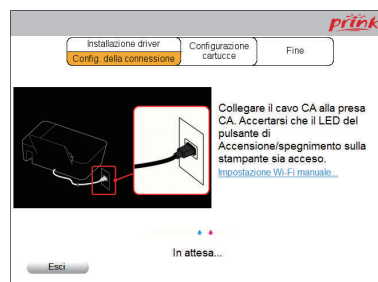 prink
Installazione driver
Config. della connessione
Configurazione
cartucce
Fine
Collegare il cavo CA alla presa
CA. Accertarsi che il LED del
pulsante di
Accensione/spegnimento sulla
stampante sia acceso.
Impostazione Wi-Fi manuale...
In attesa...
Esci